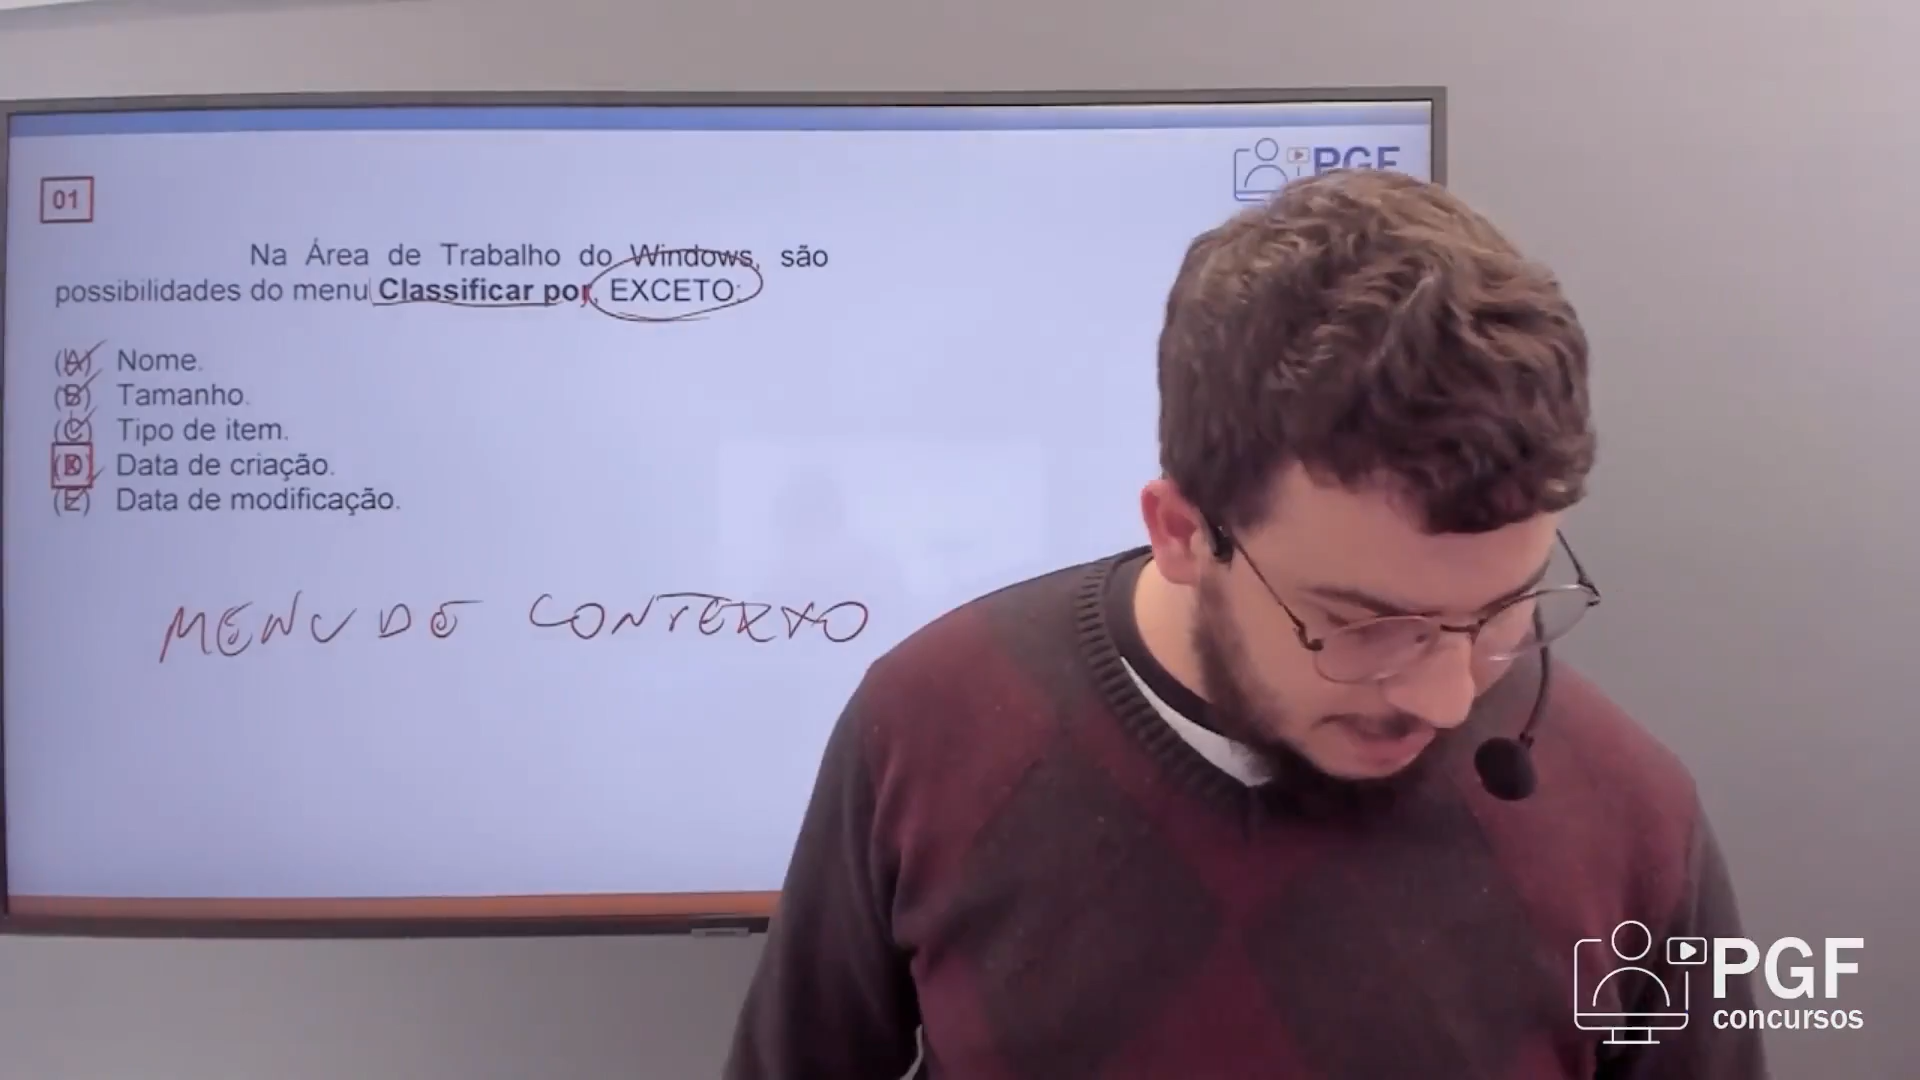 PGF
01
Na Área de Trabalho do Windows, são
possibilidades do menu Classificar por, EXCETO:
(A) Nome.
(B) Tamanho.
(C) Tipo de item.
(D) Data de criação.
(E) Data de modificação.
MENU DE CONTEXTO
PGF
concursos